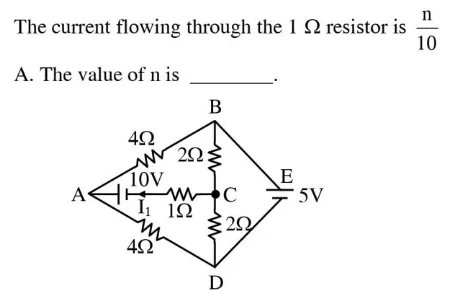 The current flowing through the 1 Ω resistor is n/10
A. The value of n is ________.
B
4Ω
2Ω
10V
E
A
C
5V
I₁
1Ω
2Ω
4Ω
D